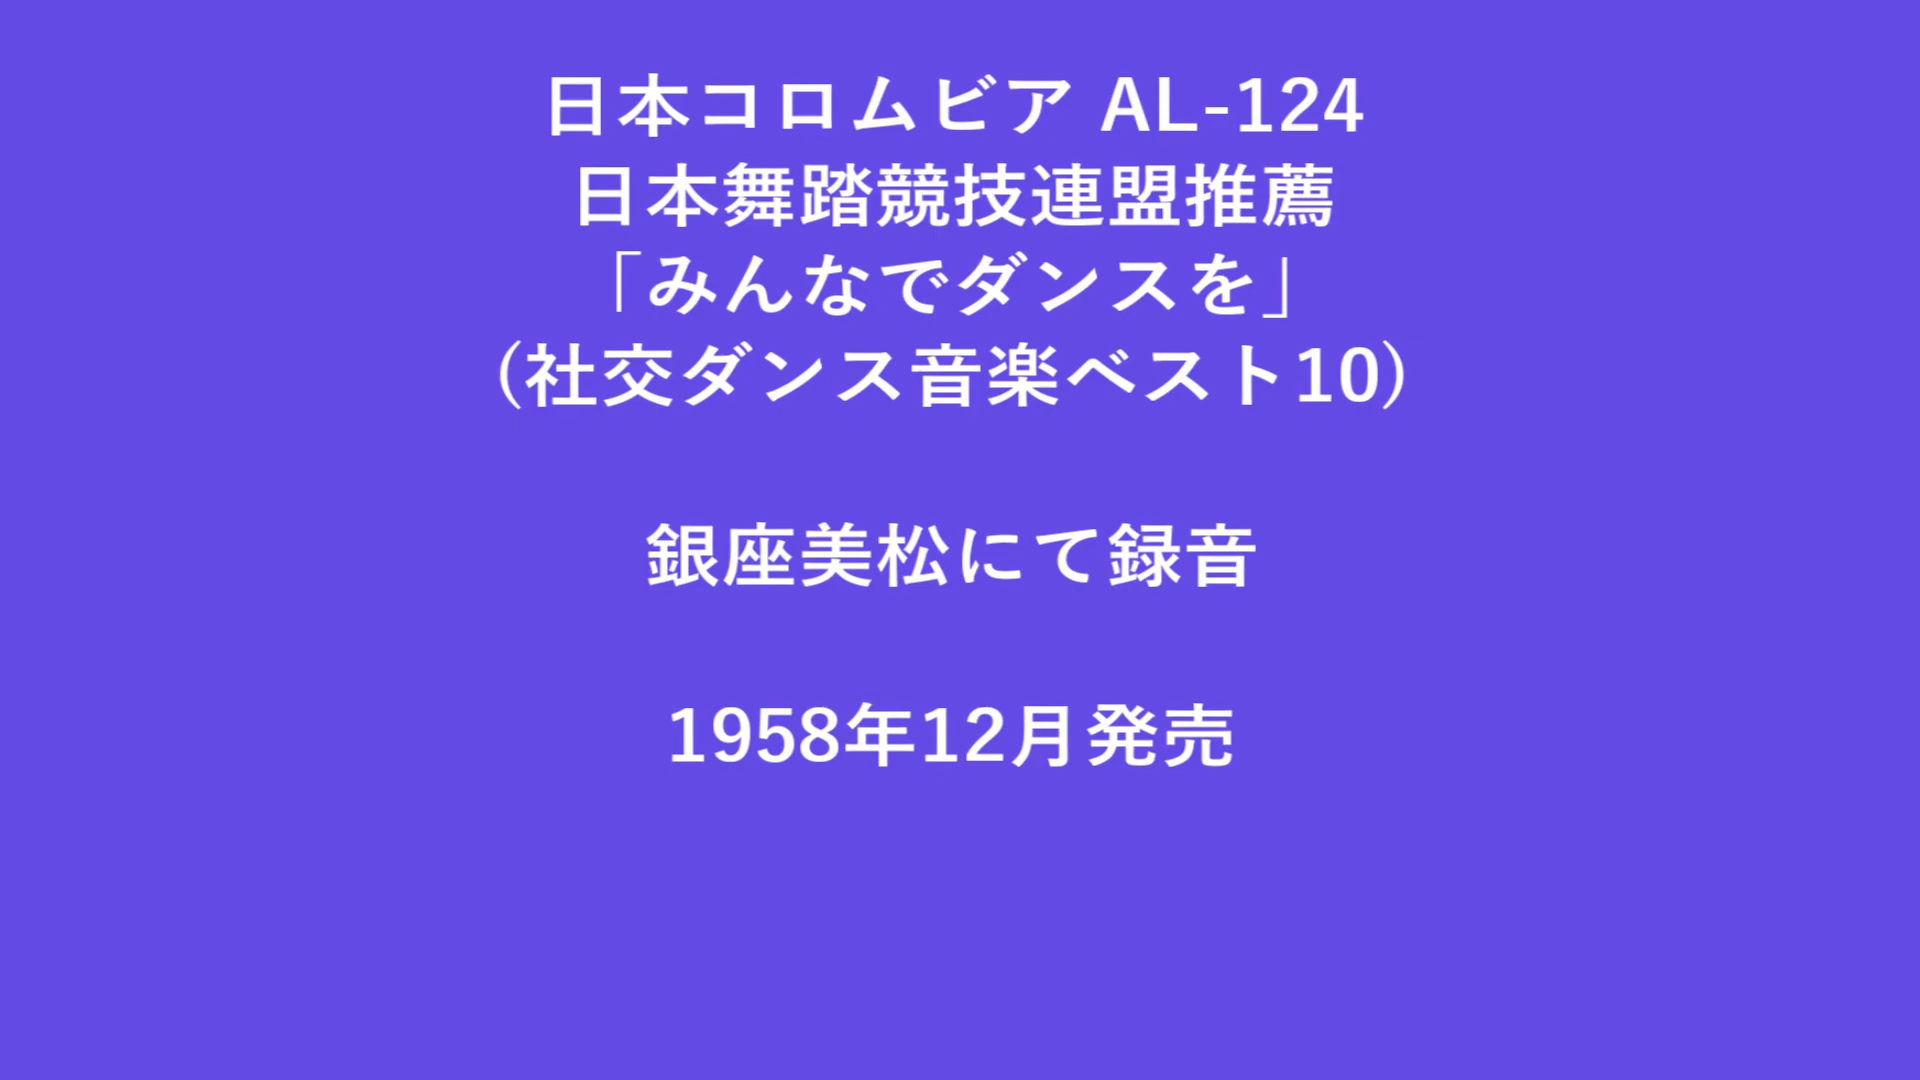 日本コロムビア AL-124
日本舞踏競技連盟推薦
「みんなでダンスを」
(社交ダンス音楽ベスト10)
銀座美松にて録音
1958年12月発売